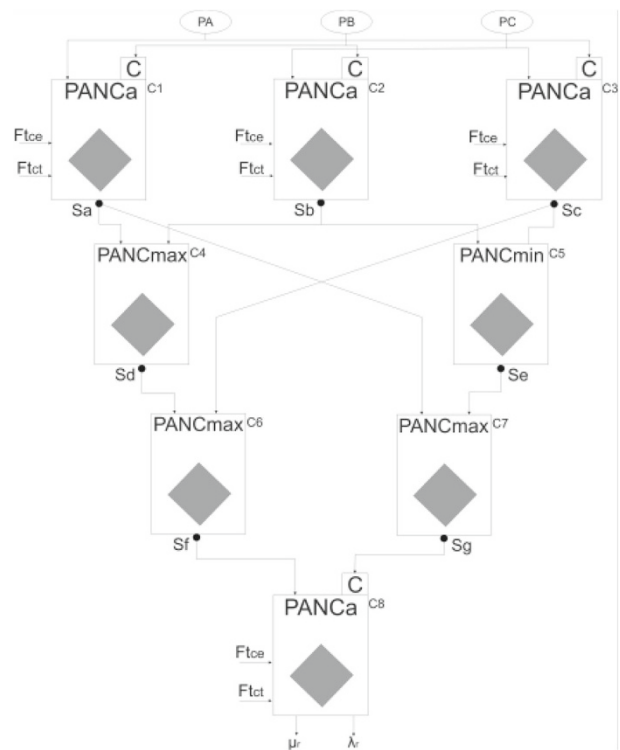 PA PB PC
C C C
PANCa C1 PANCa C2 PANCa C3
Ftce Ftce Ftce
Ftct Ftct Ftct
Sa Sb Sc
PANCmax C4 PANCmin C5
Sd Se
PANCmax C6 PANCmax C7
Sf Sg
C
PANCa C8
Ftce
Ftct
μr λr